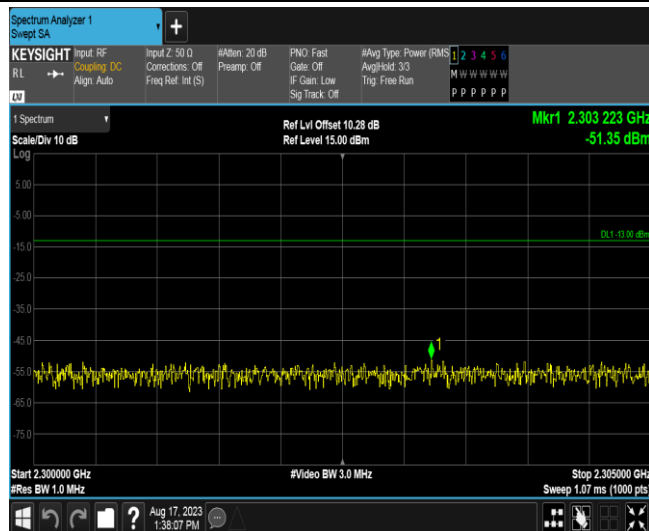 Spectrum Analyzer 1
Swept SA
+
KEYSIGHT Input: RF Input Z: 50 Ω #Atten: 20 dB PNO: Fast #Avg Type: Power (RMS 1 2 3 4 5 6
RL Coupling: DC Corrections: Off Preamp: Off Gate: Off Avg|Hold: 3/3 M W W W W W
Align: Auto Freq Ref: Int (S) IF Gain: Low Trig: Free Run
LXI Sig Track: Off P P P P P P
1 Spectrum Ref Lvl Offset 10.28 dB Mkr1 2.303 223 GHz
Scale/Div 10 dB Ref Level 15.00 dBm -51.35 dBm
Log
5.00
-5.00
DL1 -13.00 dBm
-15.0
-25.0
-35.0
-45.0
1
-55.0
-65.0
-75.0
Start 2.300000 GHz #Video BW 3.0 MHz Stop 2.305000 GHz
#Res BW 1.0 MHz Sweep 1.07 ms (1000 pts)
? Aug 17, 2023
1:38:07 PM